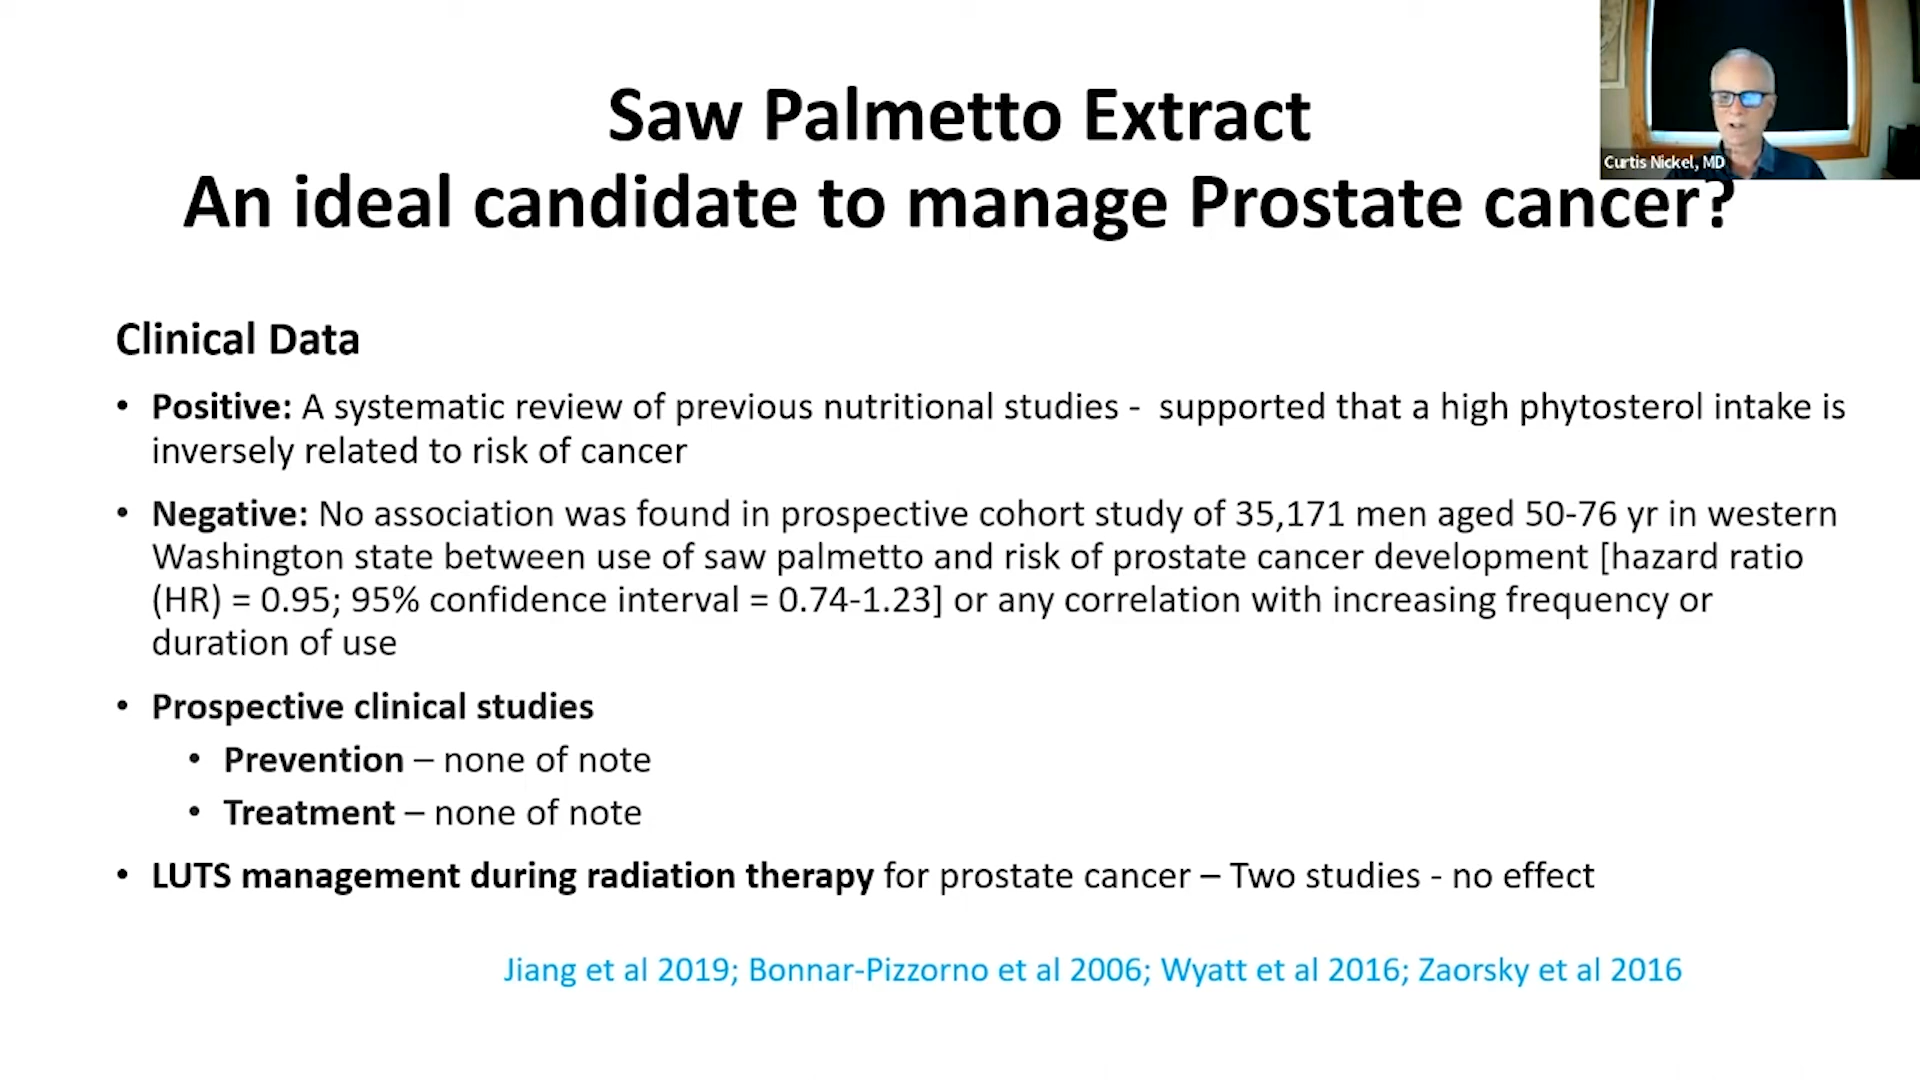 Saw Palmetto Extract
An ideal candidate to manage Prostate cancer?
Curtis Nickel, MD
Clinical Data
• Positive: A systematic review of previous nutritional studies - supported that a high phytosterol intake is
inversely related to risk of cancer
• Negative: No association was found in prospective cohort study of 35,171 men aged 50-76 yr in western
Washington state between use of saw palmetto and risk of prostate cancer development [hazard ratio
(HR) = 0.95; 95% confidence interval = 0.74-1.23] or any correlation with increasing frequency or
duration of use
• Prospective clinical studies
• Prevention – none of note
• Treatment – none of note
• LUTS management during radiation therapy for prostate cancer – Two studies - no effect
Jiang et al 2019; Bonnar-Pizzorno et al 2006; Wyatt et al 2016; Zaorsky et al 2016